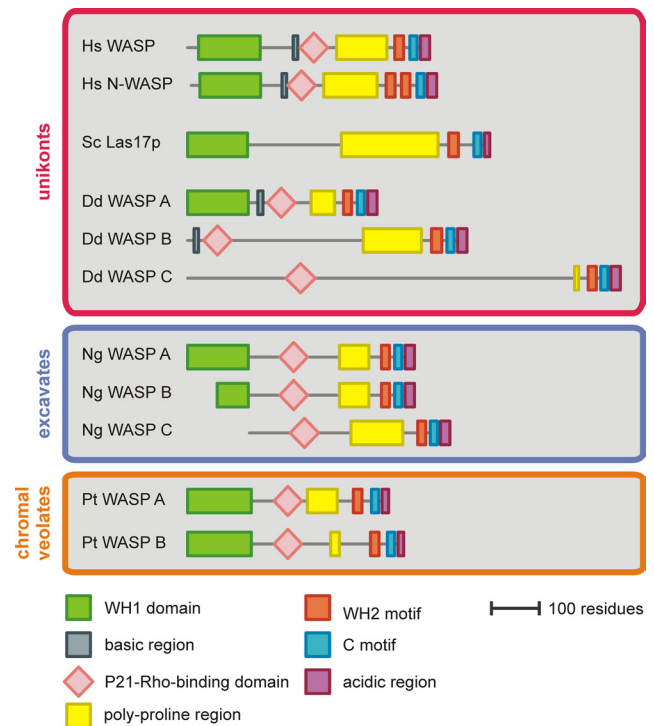 unikonts
Hs WASP
Hs N-WASP
Sc Las17p
Dd WASP A
Dd WASP B
Dd WASP C
excavates
Ng WASP A
Ng WASP B
Ng WASP C
chromal
veolates
Pt WASP A
Pt WASP B
WH1 domain
basic region
P21-Rho-binding domain
poly-proline region
WH2 motif
C motif
acidic region
100 residues